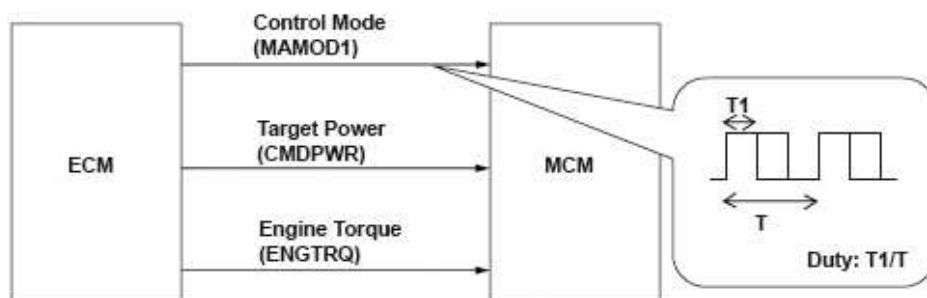 Control Mode
(MAMOD1)
ECM
Target Power
(CMDPWR)
MCM
Engine Torque
(ENGTRQ)
T1
T
Duty: T1/T